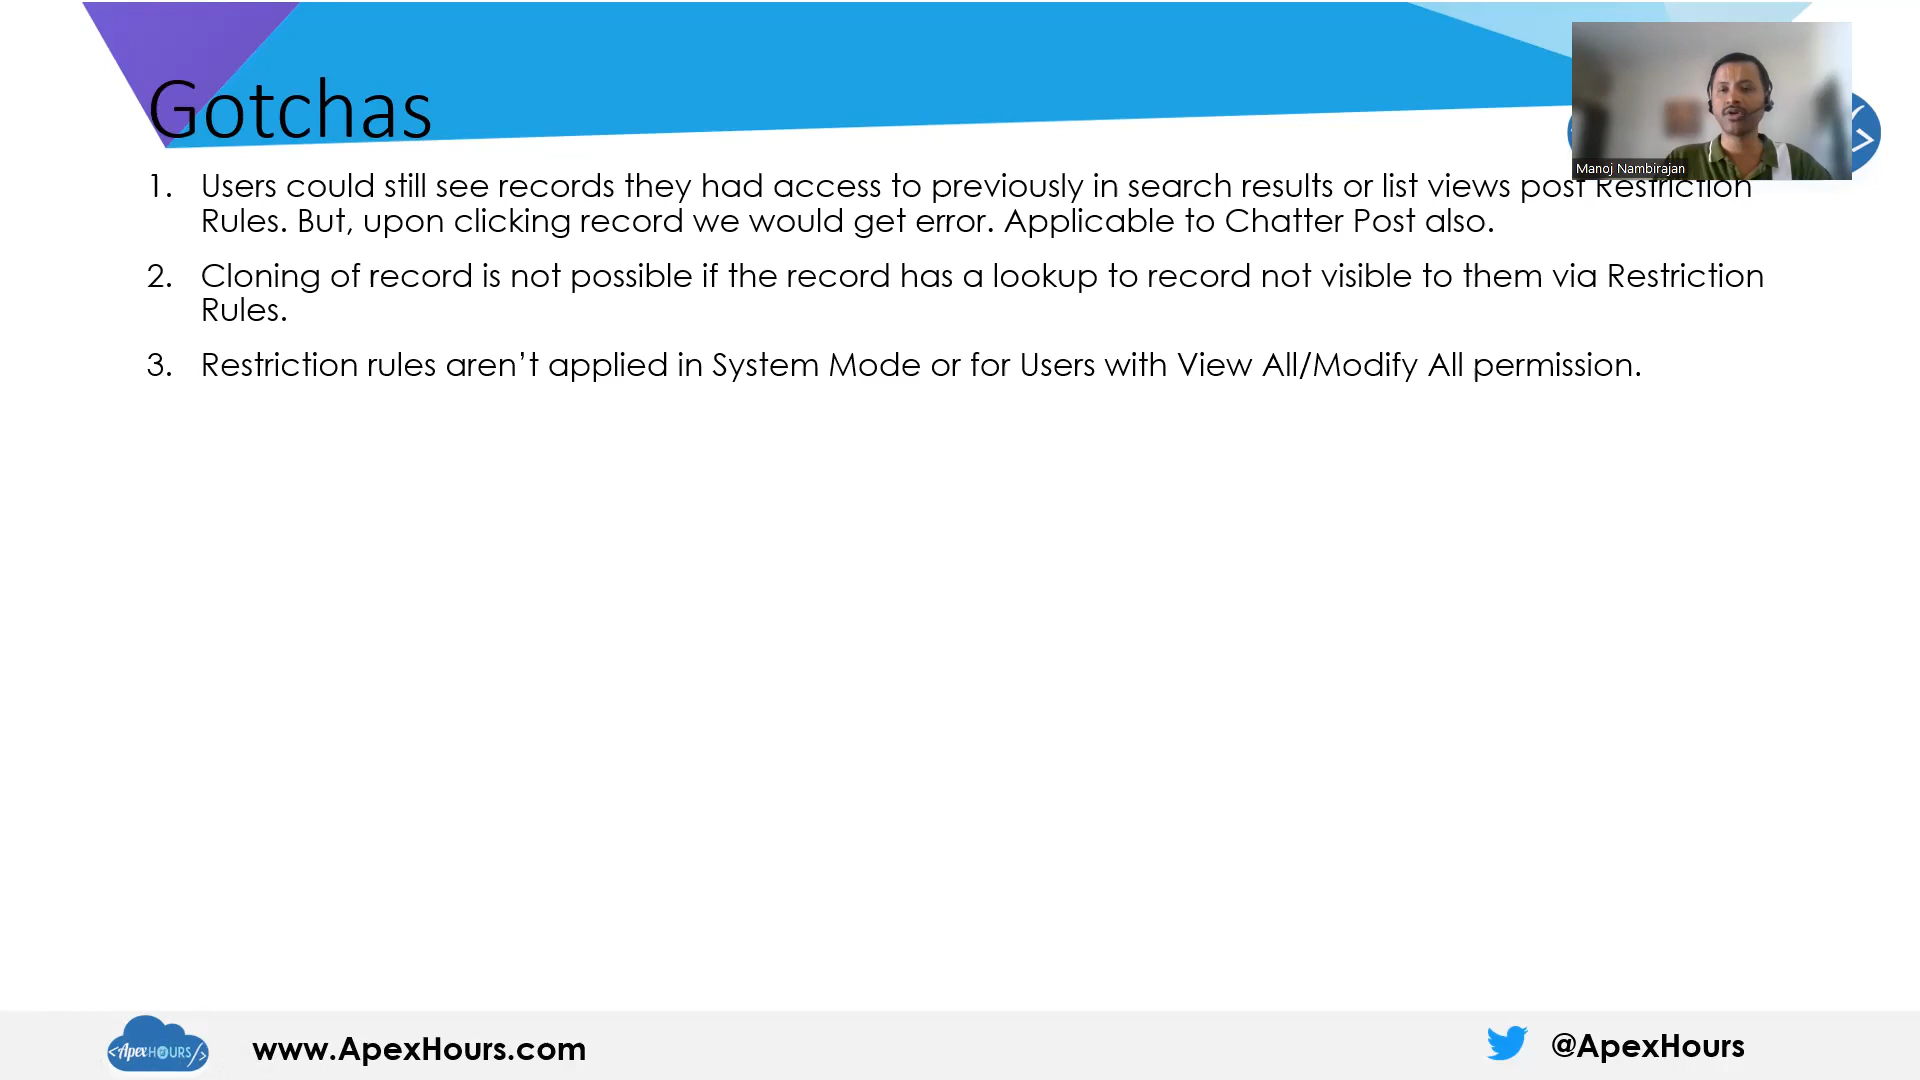 Gotchas
Manoj Nambirajan
1. Users could still see records they had access to previously in search results or list views post Restriction
Rules. But, upon clicking record we would get error. Applicable to Chatter Post also.
2. Cloning of record is not possible if the record has a lookup to record not visible to them via Restriction
Rules.
3. Restriction rules aren’t applied in System Mode or for Users with View All/Modify All permission.
<ApexHOURS/>
www.ApexHours.com
@ApexHours